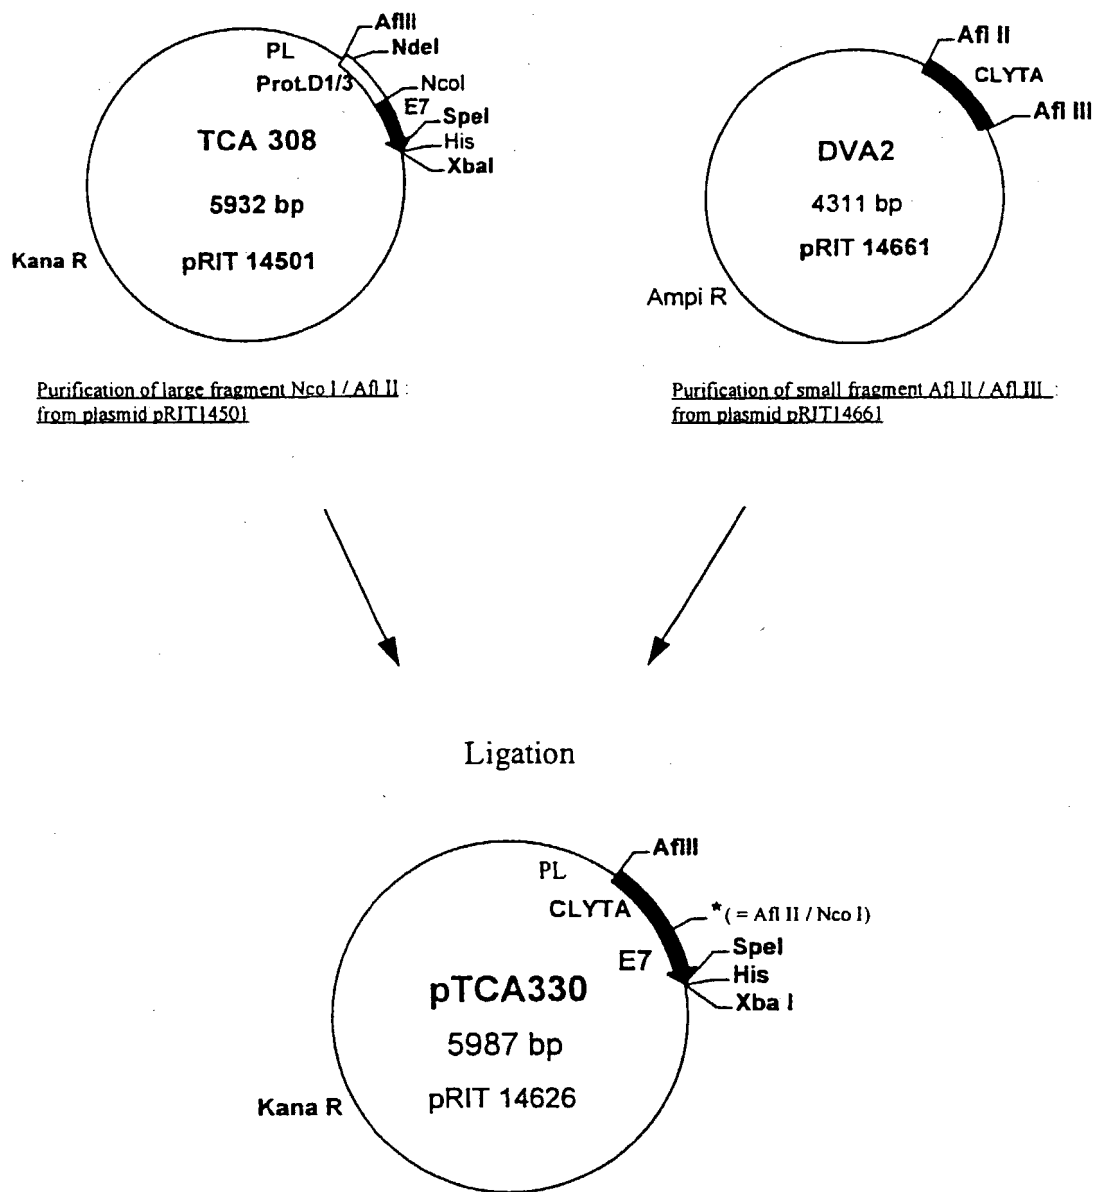 AflII
PL
NdeI
Prot.D1/3
NcoI
E7
SpeI
TCA 308
His
XbaI
5932 bp
Kana R
pRIT 14501
Afl II
CLYTA
Afl III
DVA2
4311 bp
pRIT 14661
Ampi R
Purification of large fragment Nco I / Afl II :
from plasmid pRIT14501
Purification of small fragment Afl II / Afl III :
from plasmid pRIT14661
Ligation
AflII
PL
CLYTA
* ( = Afl II / Nco I)
SpeI
E7
His
pTCA330
Xba I
5987 bp
Kana R
pRIT 14626